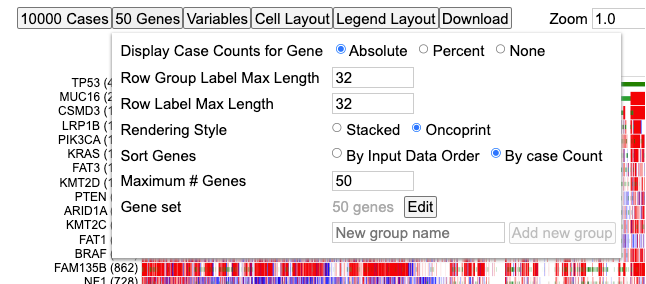 10000 Cases 50 Genes Variables Cell Layout Legend Layout Download Zoom 1.0
Display Case Counts for Gene Absolute Percent None
Row Group Label Max Length 32
Row Label Max Length 32
Rendering Style Stacked Oncoprint
Sort Genes By Input Data Order By case Count
Maximum # Genes 50
Gene set 50 genes Edit
New group name Add new group
TP53 (4
MUC16 (2
CSMD3 (1
LRP1B (1
PIK3CA (1
KRAS (
FAT3 (
KMT2D (
PTEN (
ARID1A (
KMT2C (
FAT1 (
BRAF
FAM135B (862)
NF1 (728)